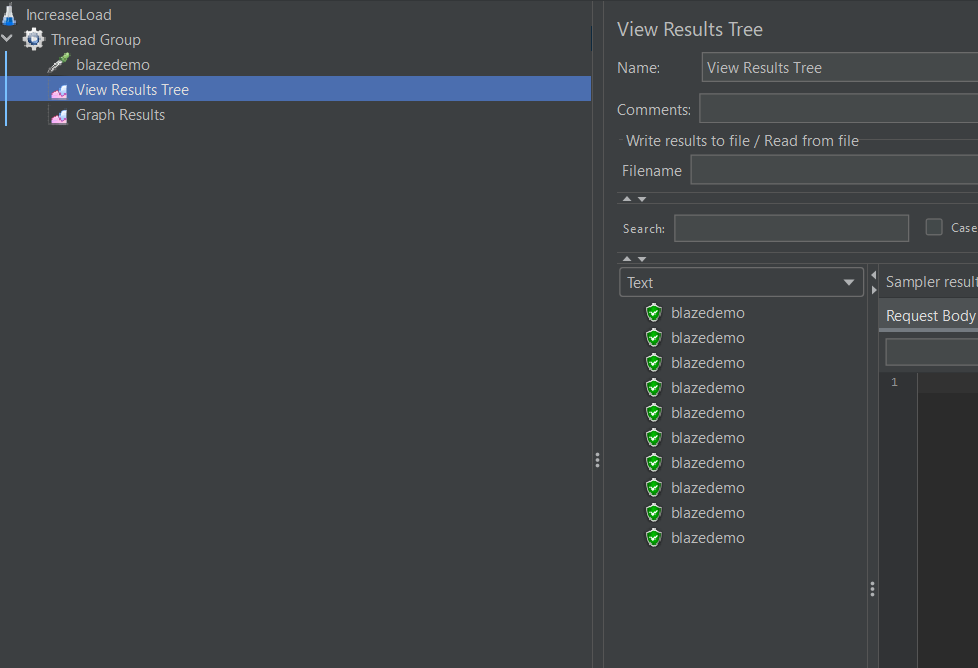 IncreaseLoad
Thread Group
blazedemo
View Results Tree
Graph Results
View Results Tree
Name: View Results Tree
Comments:
Write results to file / Read from file
Filename
Search: Case
Text
Sampler result
Request Body
1
blazedemo
blazedemo
blazedemo
blazedemo
blazedemo
blazedemo
blazedemo
blazedemo
blazedemo
blazedemo